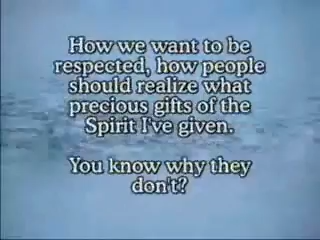 How we want to be
respected, how people
should realize what
precious gifts of the
Spirit I've given.
You know why they
don't?